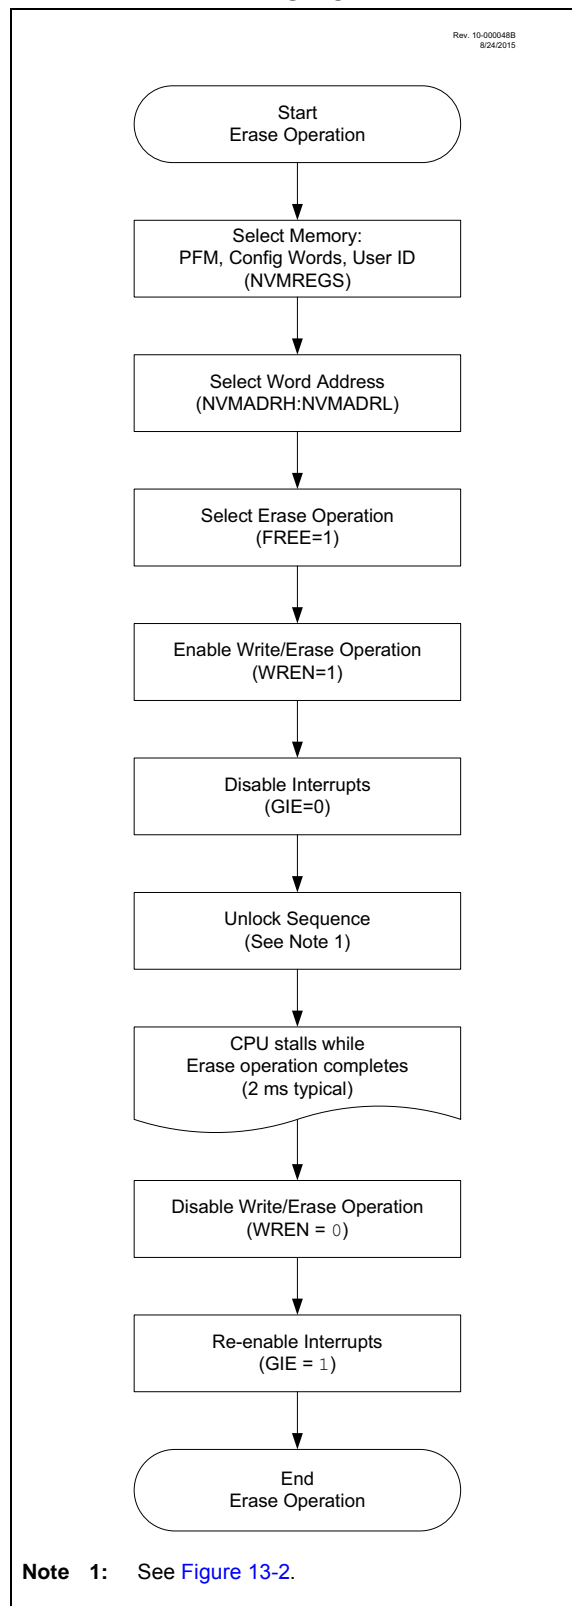 Rev. 10-000048B
8/24/2015
Start
Erase Operation
Select Memory:
PFM, Config Words, User ID
(NVMREGS)
Select Word Address
(NVMADRH:NVMADRL)
Select Erase Operation
(FREE=1)
Enable Write/Erase Operation
(WREN=1)
Disable Interrupts
(GIE=0)
Unlock Sequence
(See Note 1)
CPU stalls while
Erase operation completes
(2 ms typical)
Disable Write/Erase Operation
(WREN = 0)
Re-enable Interrupts
(GIE = 1)
End
Erase Operation
Note 1: See Figure 13-2.